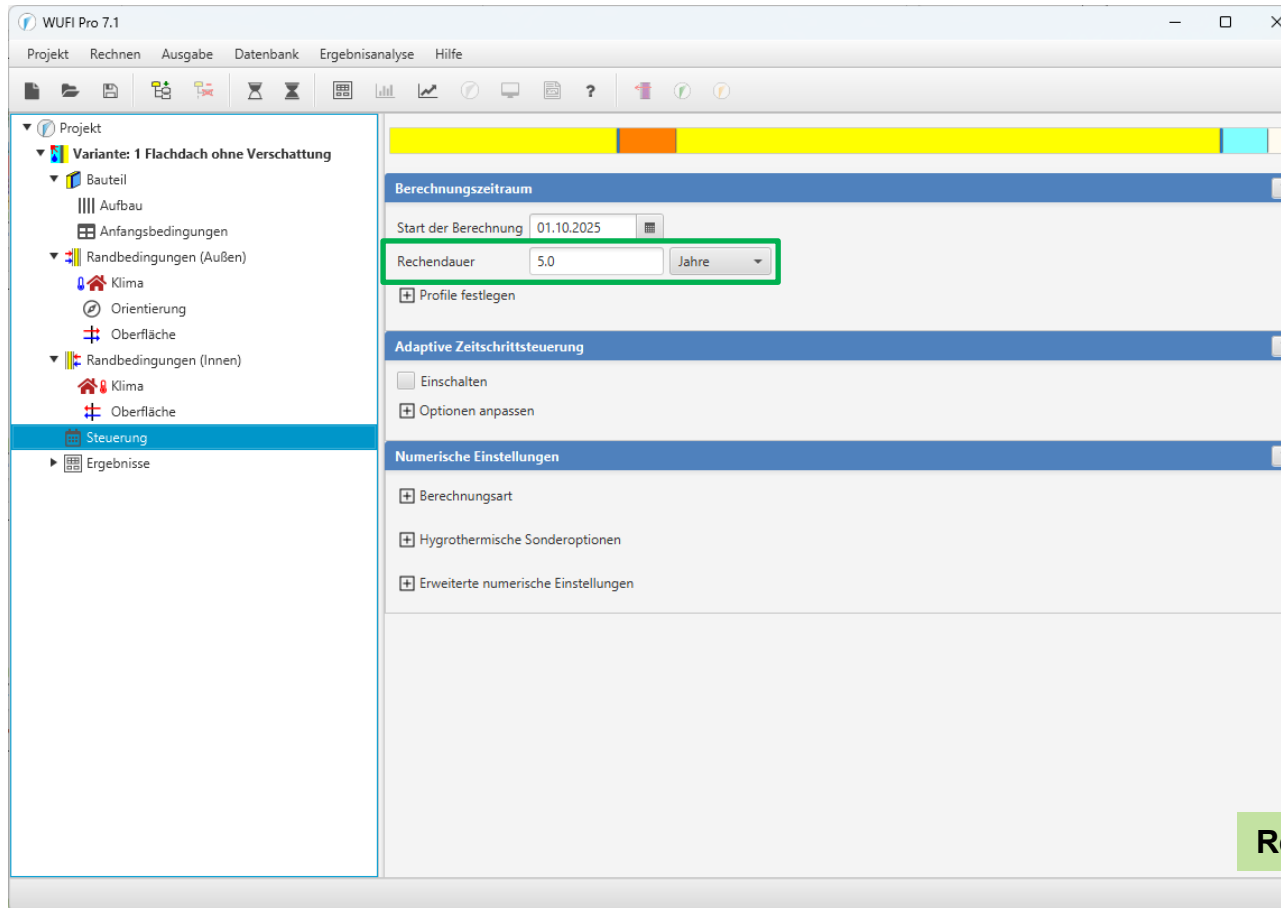 WUFI Pro 7.1
Projekt Rechnen Ausgabe Datenbank Ergebnisanalyse Hilfe
Projekt
Variante: 1 Flachdach ohne Verschattung
Bauteil
Aufbau
Anfangsbedingungen
Randbedingungen (Außen)
Klima
Orientierung
Oberfläche
Randbedingungen (Innen)
Klima
Oberfläche
Steuerung
Ergebnisse
Berechnungszeitraum
Start der Berechnung 01.10.2025
Rechendauer 5.0 Jahre
Profile festlegen
Adaptive Zeitschrittsteuerung
Einschalten
Optionen anpassen
Numerische Einstellungen
Berechnungsart
Hygrothermische Sonderoptionen
Erweiterte numerische Einstellungen